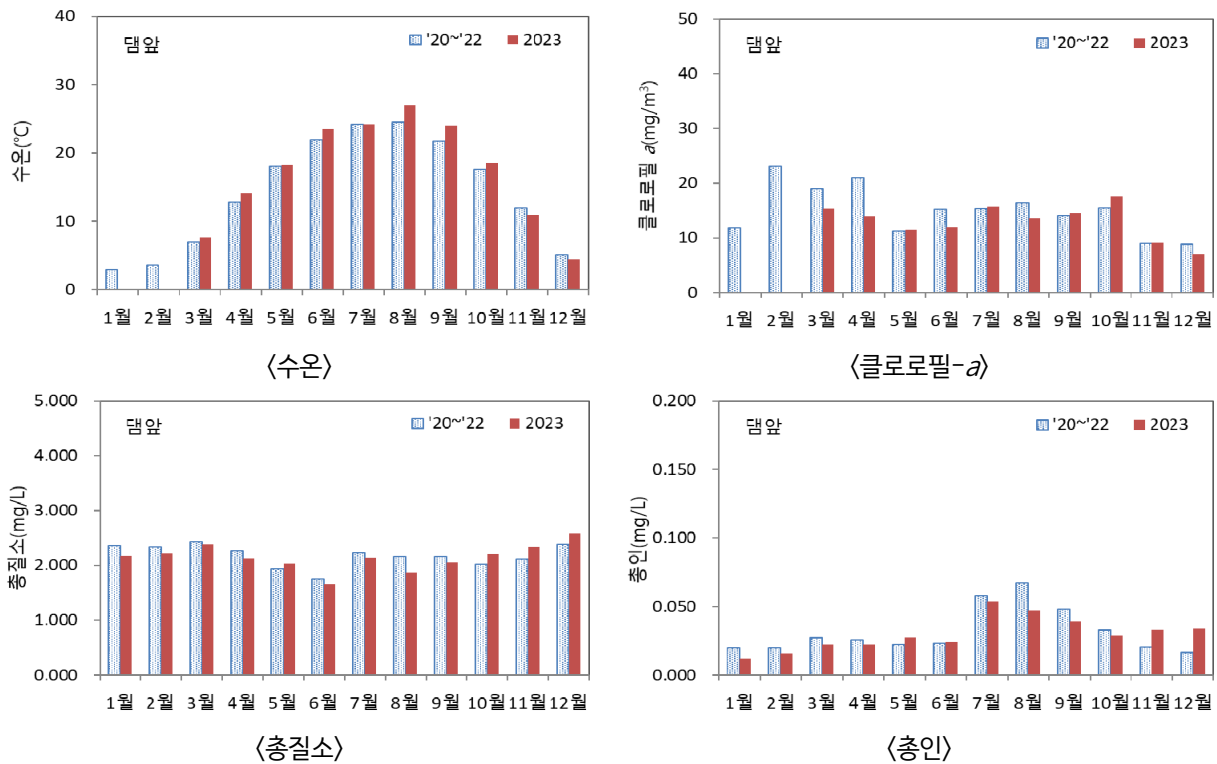 40
30
20
10
0
수온(℃)
댐앞
'20~'22 2023
1월 2월 3월 4월 5월 6월 7월 8월 9월 10월 11월 12월
〈수온〉
50
40
30
20
10
0
클로로필 a(mg/m³)
댐앞
'20~'22 2023
1월 2월 3월 4월 5월 6월 7월 8월 9월 10월 11월 12월
〈클로로필-a〉
5.000
4.000
3.000
2.000
1.000
0.000
총질소(mg/L)
댐앞
'20~'22 2023
1월 2월 3월 4월 5월 6월 7월 8월 9월 10월 11월 12월
〈총질소〉
0.200
0.150
0.100
0.050
0.000
총인(mg/L)
댐앞
'20~'22 2023
1월 2월 3월 4월 5월 6월 7월 8월 9월 10월 11월 12월
〈총인〉